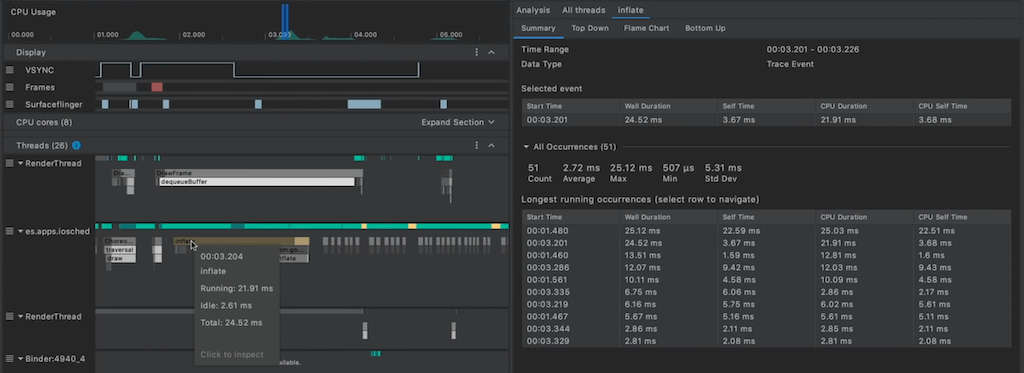 CPU Usage
00.000 01.000 02.000 03.000 04.000 05.000
Display
VSYNC
Frames
Surfaceflinger
CPU cores (8) Expand Section
Threads (26)
RenderThread
Dra... DrawFrame
dequeueBuffer
es.apps.iosched
Choreo... inflate
traversal
draw inflate
00:03.204
inflate
Running: 21.91 ms
Idle: 2.61 ms
Total: 24.52 ms
Click to inspect
RenderThread
Binder:4940_4
Analysis All threads inflate
Summary Top Down Flame Chart Bottom Up
Time Range 00:03.201 - 00:03.226
Data Type Trace Event
Selected event
Start Time Wall Duration Self Time CPU Duration CPU Self Time
00:03.201 24.52 ms 3.67 ms 21.91 ms 3.68 ms
All Occurrences (51)
51 2.72 ms 25.12 ms 507 μs 5.31 ms
Count Average Max Min Std Dev
Longest running occurrences (select row to navigate)
Start Time Wall Duration Self Time CPU Duration CPU Self Time
00:01.480 25.12 ms 22.59 ms 25.03 ms 22.51 ms
00:03.201 24.52 ms 3.67 ms 21.91 ms 3.68 ms
00:01.460 13.51 ms 1.59 ms 12.81 ms 1.6 ms
00:03.286 12.07 ms 9.42 ms 12.03 ms 9.43 ms
00:01.561 10.11 ms 4.58 ms 10.09 ms 4.58 ms
00:03.335 6.75 ms 6.06 ms 2.86 ms 2.17 ms
00:03.219 6.16 ms 5.75 ms 6.02 ms 5.61 ms
00:01.467 5.67 ms 5.16 ms 5.61 ms 5.11 ms
00:03.344 2.86 ms 2.11 ms 2.85 ms 2.11 ms
00:03.329 2.81 ms 2.08 ms 2.81 ms 2.08 ms